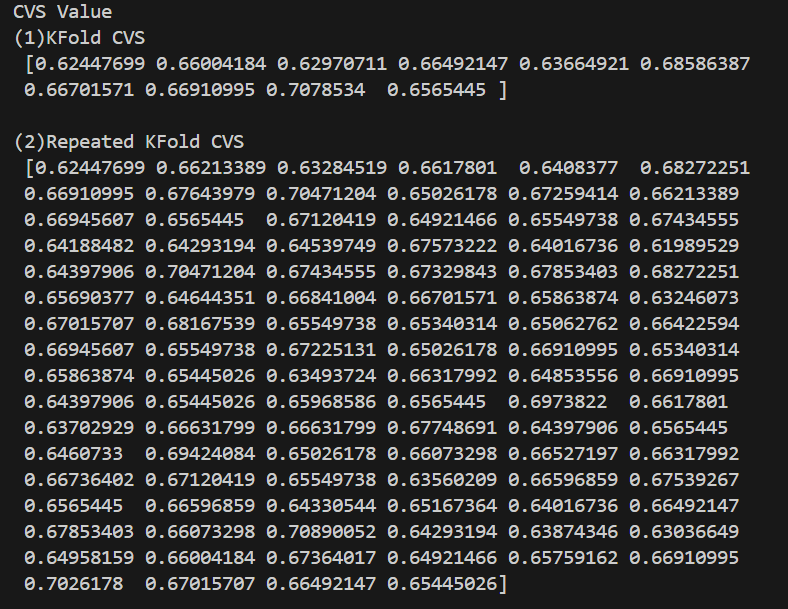 CVS Value
(1)KFold CVS
[0.62447699 0.66004184 0.62970711 0.66492147 0.63664921 0.68586387
0.66701571 0.66910995 0.7078534 0.6565445 ]
(2)Repeated KFold CVS
[0.62447699 0.66213389 0.63284519 0.6617801 0.6408377 0.68272251
0.66910995 0.67643979 0.70471204 0.65026178 0.67259414 0.66213389
0.66945607 0.6565445 0.67120419 0.64921466 0.65549738 0.67434555
0.64188482 0.64293194 0.64539749 0.67573222 0.64016736 0.61989529
0.64397906 0.70471204 0.67434555 0.67329843 0.67853403 0.68272251
0.65690377 0.64644351 0.66841004 0.66701571 0.65863874 0.63246073
0.67015707 0.68167539 0.65549738 0.65340314 0.65062762 0.66422594
0.66945607 0.65549738 0.67225131 0.65026178 0.66910995 0.65340314
0.65863874 0.65445026 0.63493724 0.66317992 0.64853556 0.66910995
0.64397906 0.65445026 0.65968586 0.6565445 0.6973822 0.6617801
0.63702929 0.66631799 0.66631799 0.67748691 0.64397906 0.6565445
0.6460733 0.69424084 0.65026178 0.66073298 0.66527197 0.66317992
0.66736402 0.67120419 0.65549738 0.63560209 0.66596859 0.67539267
0.6565445 0.66596859 0.64330544 0.65167364 0.64016736 0.66492147
0.67853403 0.66073298 0.70890052 0.64293194 0.63874346 0.63036649
0.64958159 0.66004184 0.67364017 0.64921466 0.65759162 0.66910995
0.7026178 0.67015707 0.66492147 0.65445026]